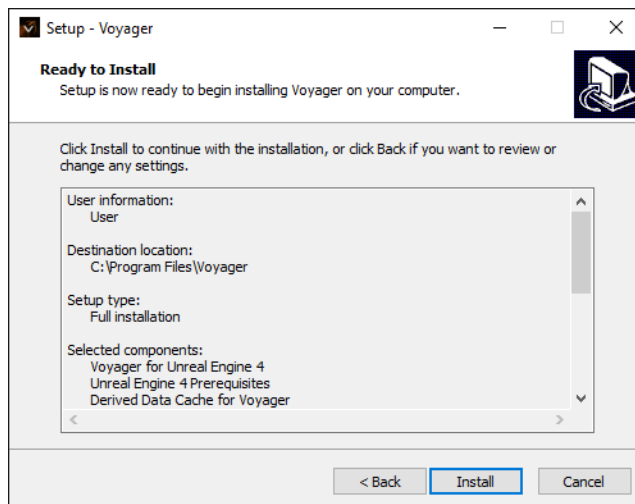 Setup - Voyager
Ready to Install
Setup is now ready to begin installing Voyager on your computer.
Click Install to continue with the installation, or click Back if you want to review or
change any settings.
User information:
User
Destination location:
C:\Program Files\Voyager
Setup type:
Full installation
Selected components:
Voyager for Unreal Engine 4
Unreal Engine 4 Prerequisites
Derived Data Cache for Voyager
< Back
Install
Cancel